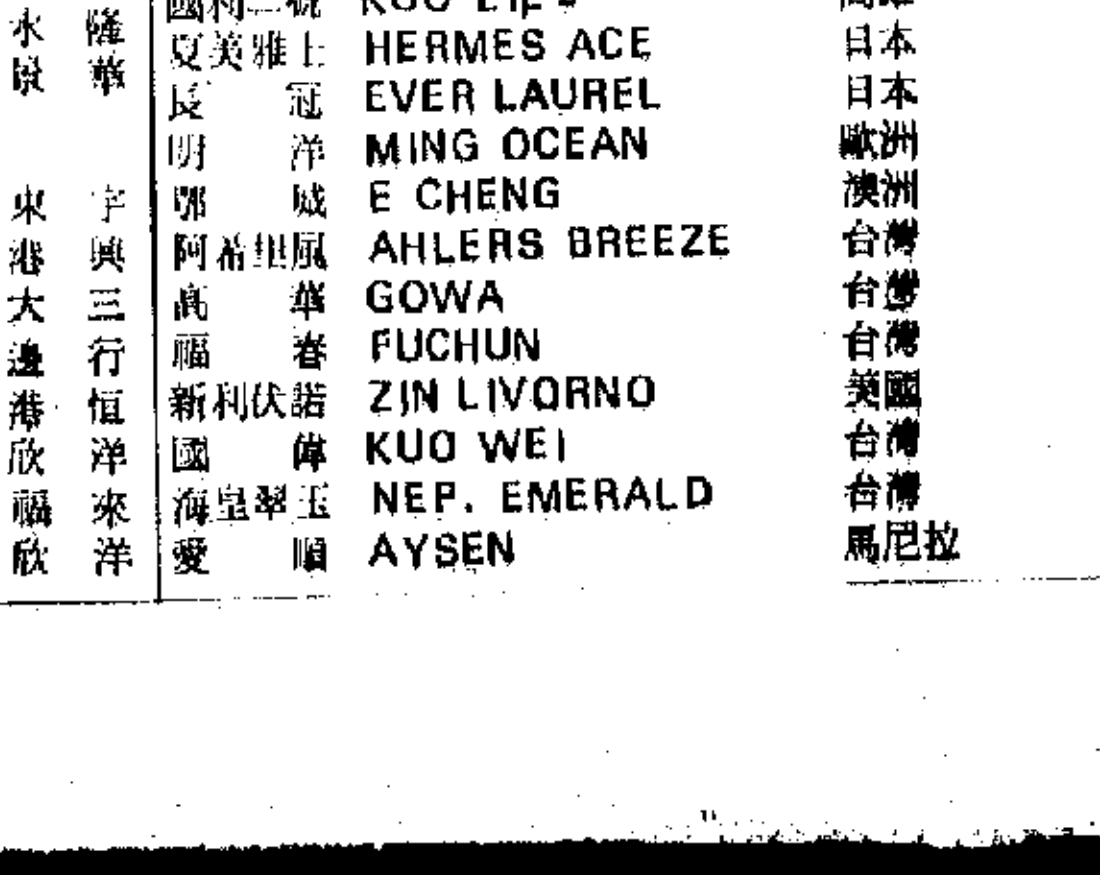 國利二號 KUO LIE
永隆 夏美雅士 HERMES ACE 日本
景華 長冠 EVER LAUREL 日本
明洋 MING OCEAN 歐洲
東宇 鄂城 E CHENG 澳洲
港興 阿希里風 AHLERS BREEZE 台灣
大三 高華 GOWA 台灣
邊行 福春 FUCHUN 台灣
港恒 新利伏諾 ZIN LIVORNO 美國
欣洋 國偉 KUO WEI 台灣
福來 海皇翠玉 NEP. EMERALD 台灣
欣洋 愛順 AYSEN 馬尼拉